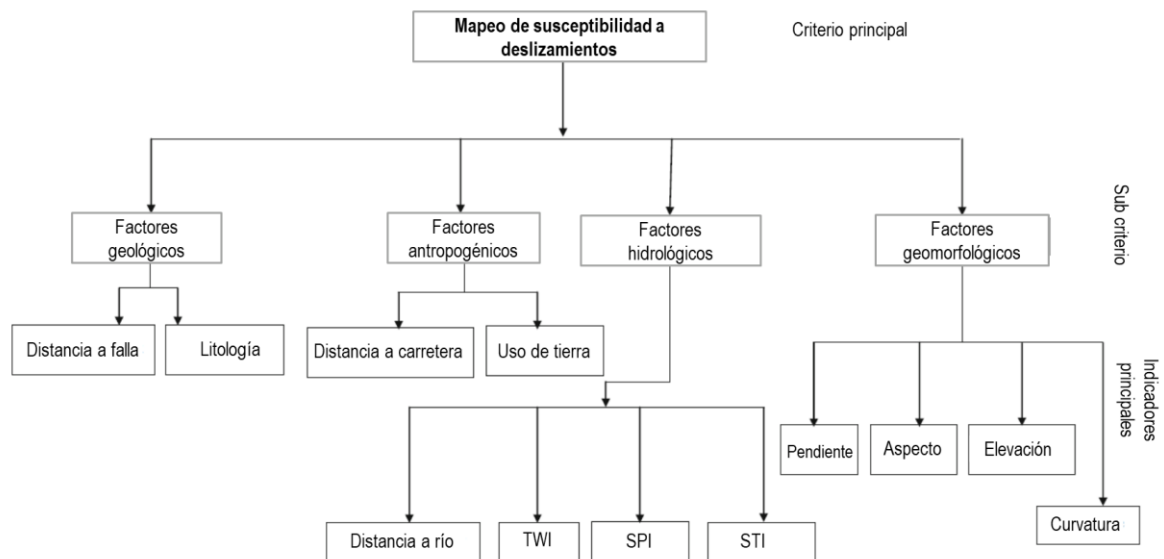 Mapeo de susceptibilidad a
deslizamientos
Criterio principal
Sub criterio
Factores
geológicos
Factores
antropogénicos
Factores
hidrológicos
Factores
geomorfológicos
Distancia a falla
Litología
Distancia a carretera
Uso de tierra
Indicadores
principales
Pendiente
Aspecto
Elevación
Curvatura
Distancia a río
TWI
SPI
STI